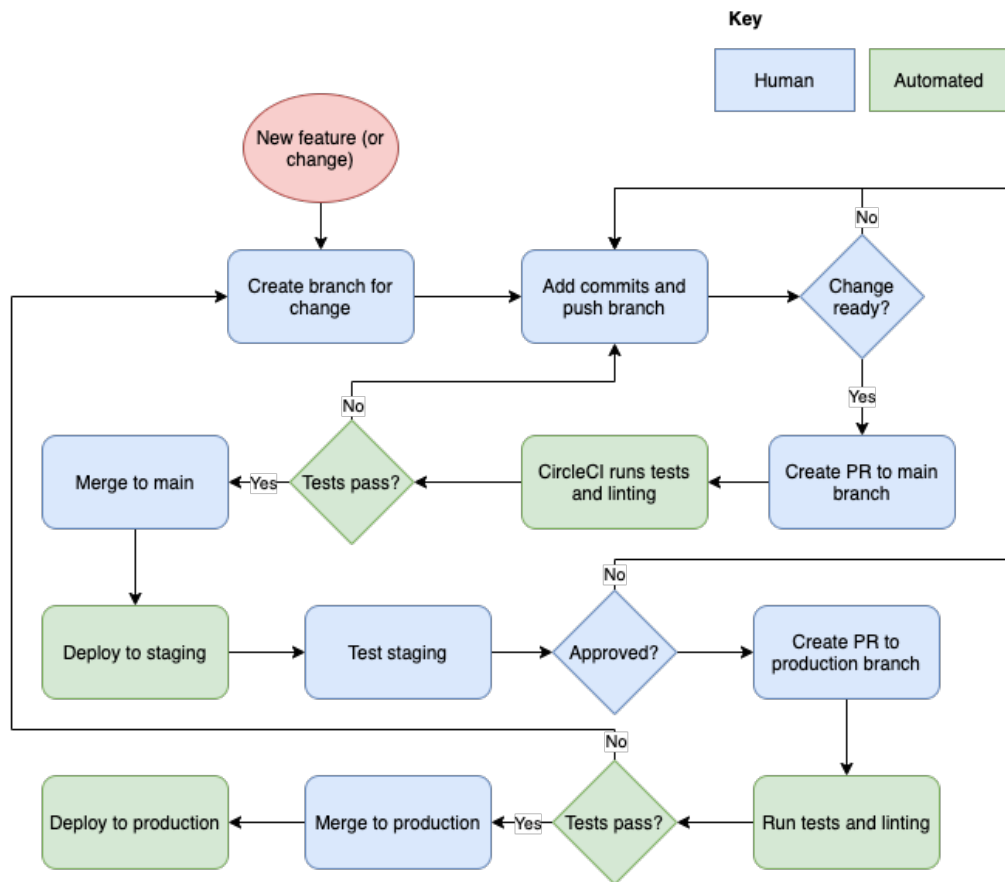 Key
Human
Automated
New feature (or
change)
No
Create branch for
change
Add commits and
push branch
Change
ready?
No
Yes
Merge to main
Yes
Tests pass?
CircleCI runs tests
and linting
Create PR to main
branch
No
Deploy to staging
Test staging
Approved?
Create PR to
production branch
No
Deploy to production
Merge to production
Yes
Tests pass?
Run tests and linting